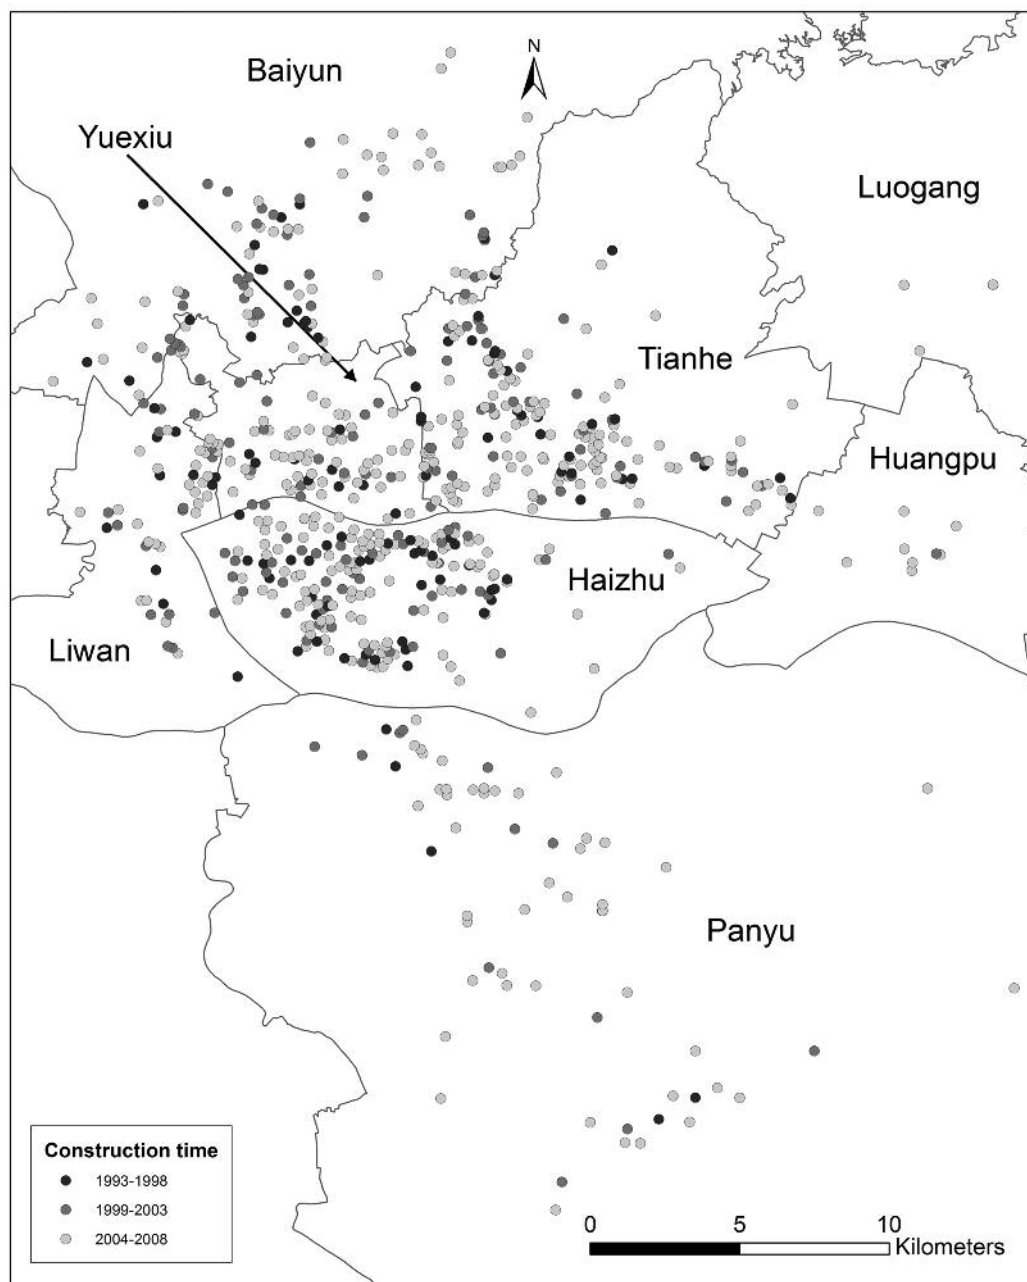 N
Baiyun
Yuexiu
Luogang
Tianhe
Huangpu
Haizhu
Liwan
Panyu
Construction time
1993-1998
1999-2003
2004-2008
0 5 10
Kilometers